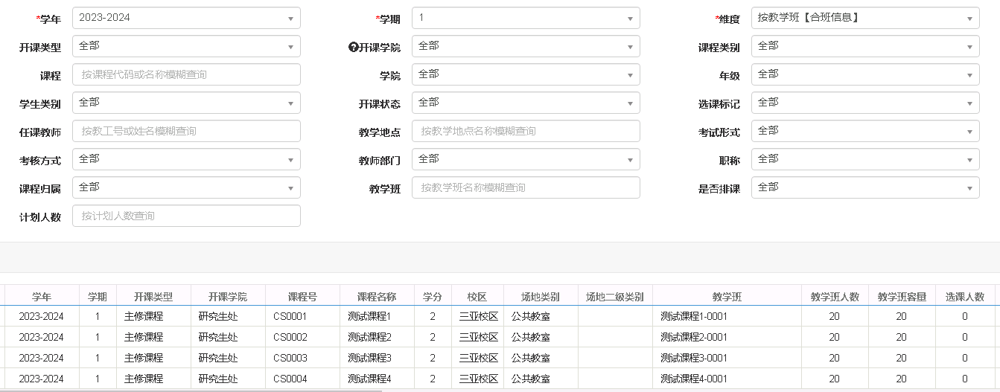 *学年 2023-2024 *学期 1 *维度 按教学班【合班信息】
开课类型 全部 开课学院 全部 课程类别 全部
课程 按课程代码或名称模糊查询 学院 全部 年级 全部
学生类别 全部 开课状态 全部 选课标记 全部
任课教师 按教工号或姓名模糊查询 教学地点 按教学地点名称模糊查询 考试形式 全部
考核方式 全部 教师部门 全部 职称 全部
课程归属 全部 教学班 按教学班名称模糊查询 是否排课 全部
计划人数 按计划人数查询
学年 学期 开课类型 开课学院 课程号 课程名称 学分 校区 场地类别 场地二级类别 教学班 教学班人数 教学班容量 选课人数
2023-2024 1 主修课程 研究生处 CS0001 测试课程1 2 三亚校区 公共教室 测试课程1-0001 20 20 0
2023-2024 1 主修课程 研究生处 CS0002 测试课程2 2 三亚校区 公共教室 测试课程2-0001 20 20 0
2023-2024 1 主修课程 研究生处 CS0003 测试课程3 2 三亚校区 公共教室 测试课程3-0001 20 20 0
2023-2024 1 主修课程 研究生处 CS0004 测试课程4 2 三亚校区 公共教室 测试课程4-0001 20 20 0